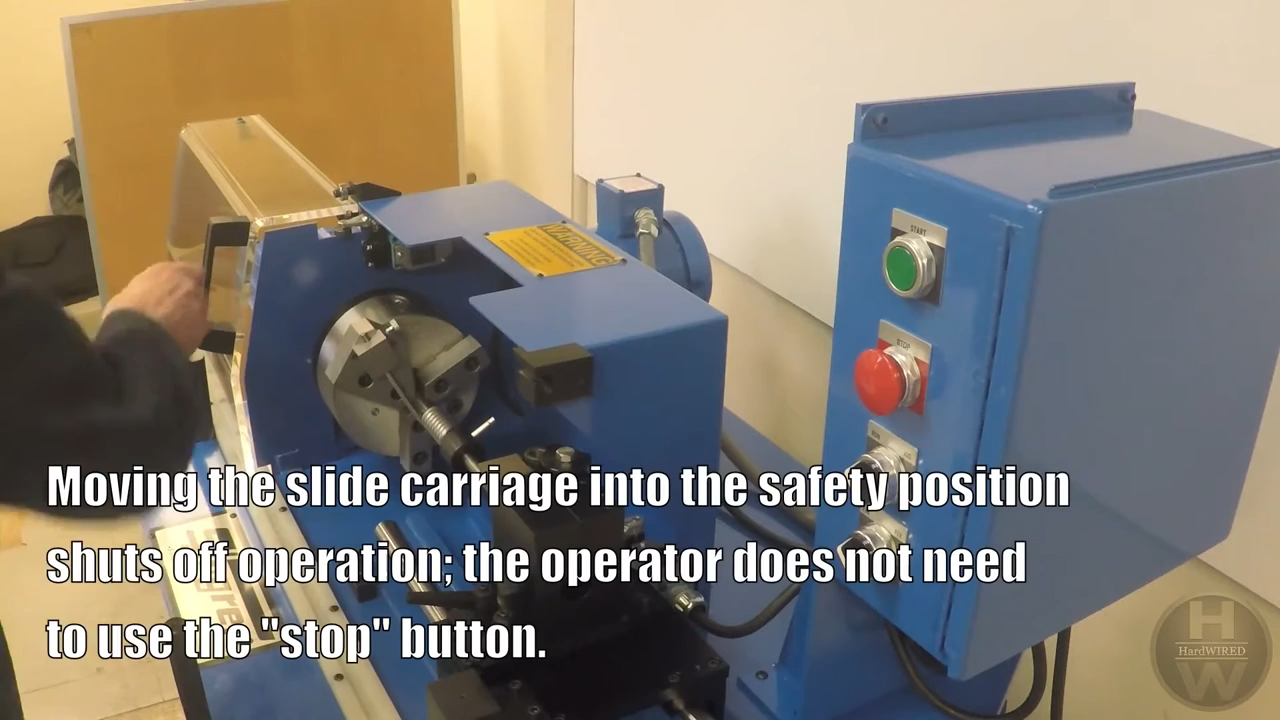 START
STOP
WARNING
Moving the slide carriage into the safety position
shuts off operation; the operator does not need
to use the "stop" button.
H
HardWIRED
W